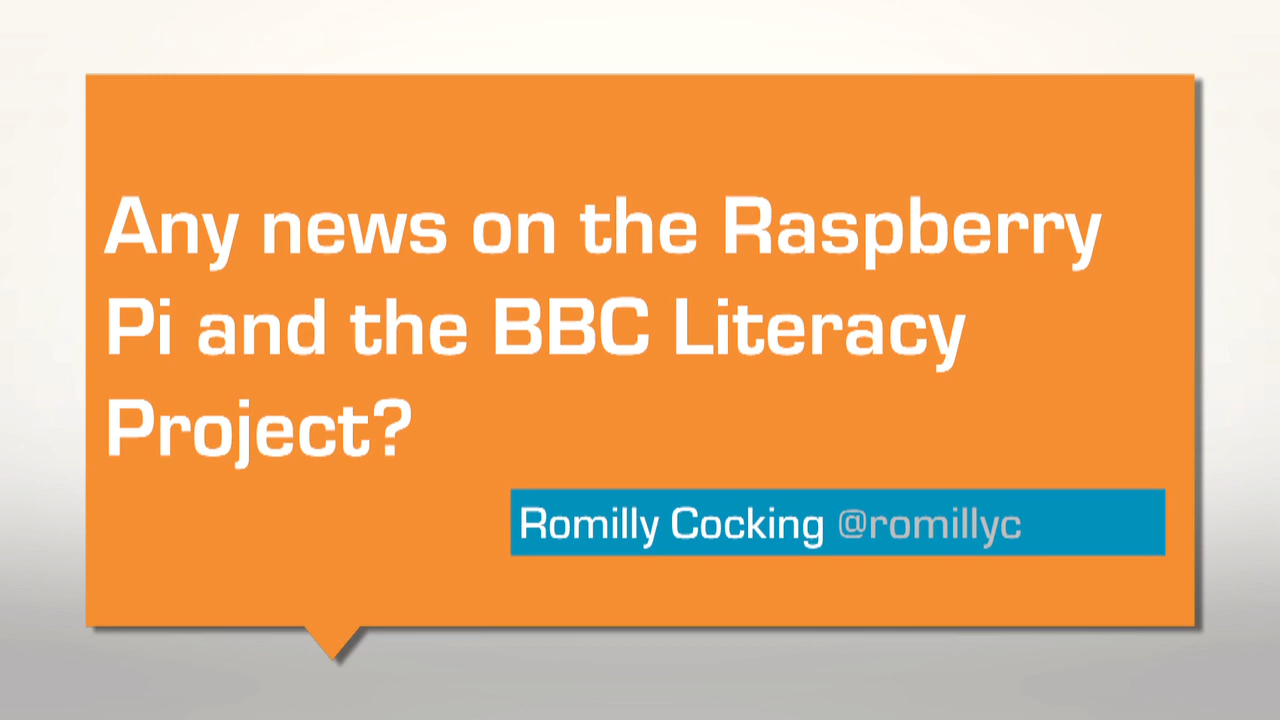 Any news on the Raspberry
Pi and the BBC Literacy
Project?
Romilly Cocking @romillyc